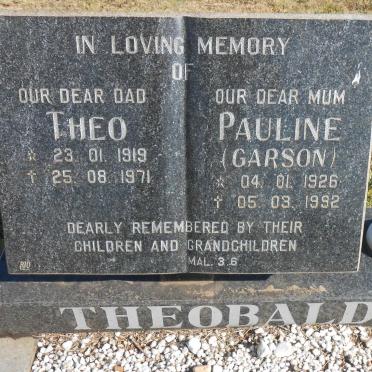 IN LOVING MEMORY
OF
OUR DEAR DAD
THEO
☆ 23. 01. 1919
✝ 25. 08. 1971
OUR DEAR MUM
PAULINE
(GARSON)
☆ 04. 01. 1926
✝ 05. 03. 1992
DEARLY REMEMBERED BY THEIR
CHILDREN AND GRANDCHILDREN
MAL. 3.6
THEOBALD